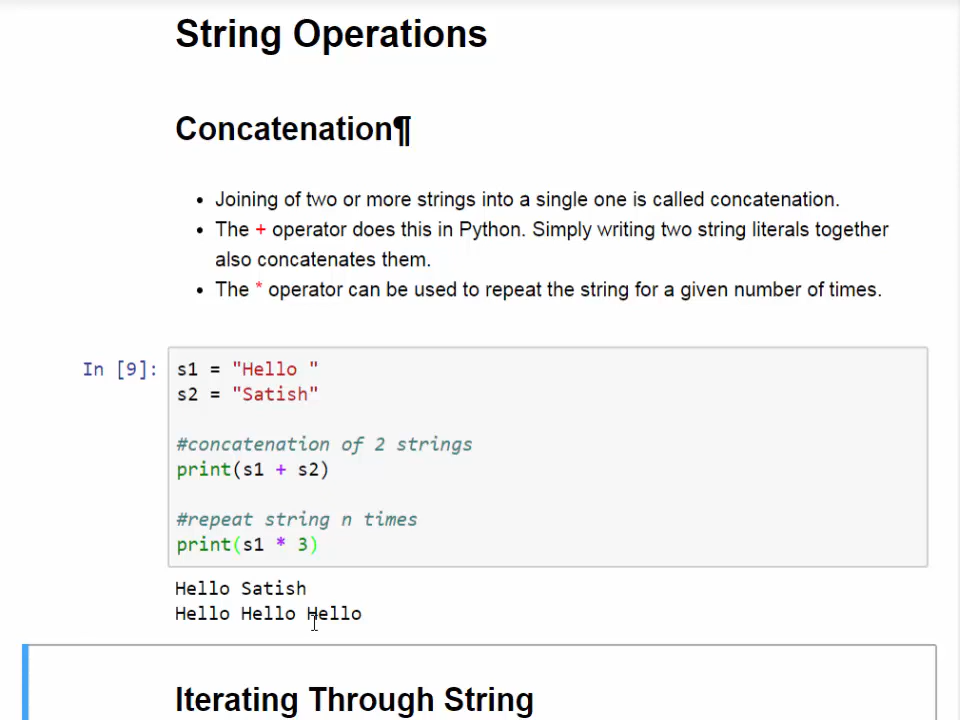 String Operations
Concatenation¶
• Joining of two or more strings into a single one is called concatenation.
• The + operator does this in Python. Simply writing two string literals together
also concatenates them.
• The * operator can be used to repeat the string for a given number of times.
In [9]:
s1 = "Hello "
s2 = "Satish"
#concatenation of 2 strings
print(s1 + s2)
#repeat string n times
print(s1 * 3)
Hello Satish
Hello Hello Hello
Iterating Through String